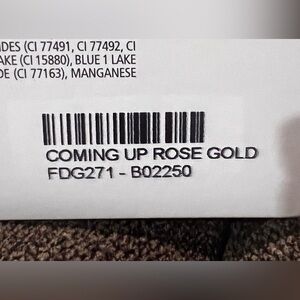 DES (CI 77491, CI 77492, CI
AKE (CI 15880), BLUE 1 LAKE
DE (CI 77163), MANGANESE
COMING UP ROSE GOLD
FDG271 - B02250